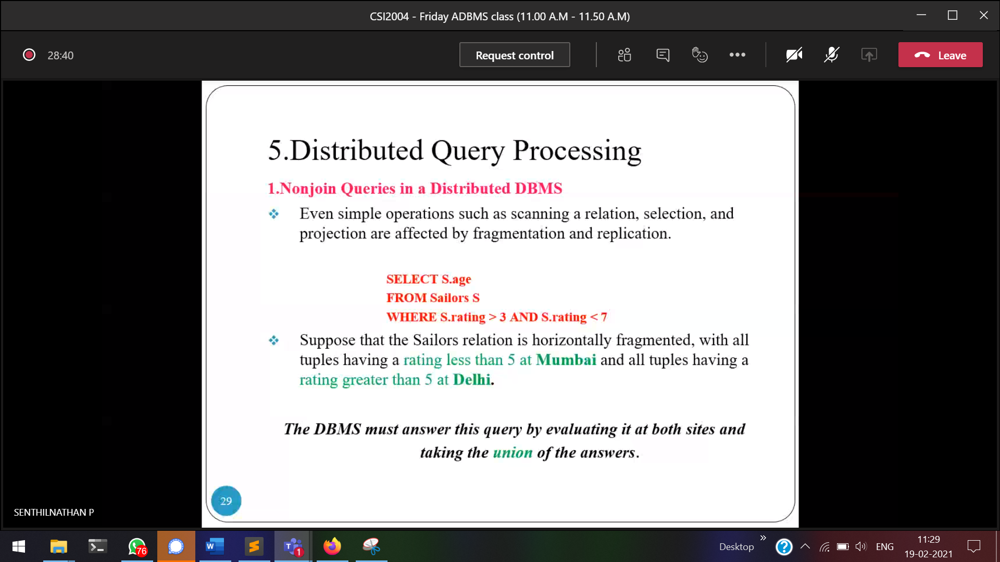 CSI2004 - Friday ADBMS class (11.00 A.M - 11.50 A.M)
28:40
Request control
Leave
5.Distributed Query Processing
1.Nonjoin Queries in a Distributed DBMS
Even simple operations such as scanning a relation, selection, and
projection are affected by fragmentation and replication.
SELECT S.age
FROM Sailors S
WHERE S.rating > 3 AND S.rating < 7
Suppose that the Sailors relation is horizontally fragmented, with all
tuples having a rating less than 5 at Mumbai and all tuples having a
rating greater than 5 at Delhi.
The DBMS must answer this query by evaluating it at both sites and
taking the union of the answers.
29
SENTHILNATHAN P
76
1
Desktop
ENG
11:29
19-02-2021